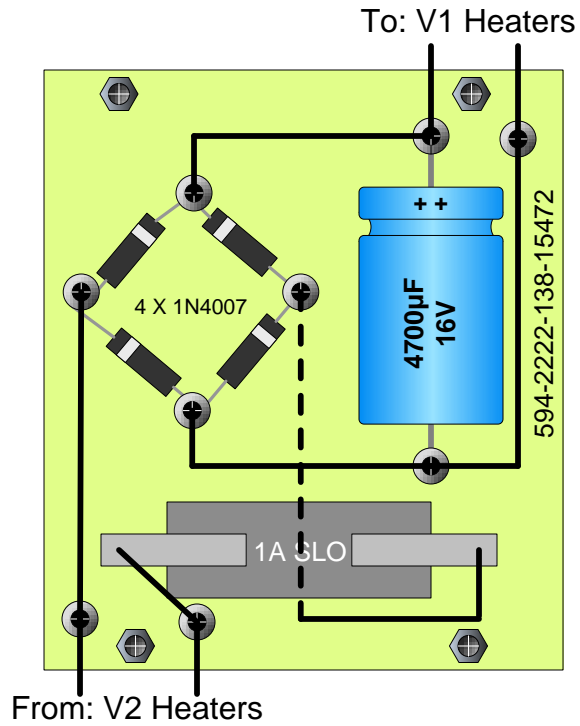 To: V1 Heaters
++
4 X 1N4007
4700µF
16V
594-2222-138-15472
1A SLO
From: V2 Heaters